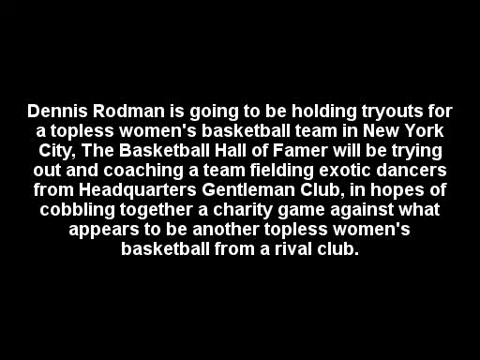 Dennis Rodman is going to be holding tryouts for
a topless women's basketball team in New York
City, The Basketball Hall of Famer will be trying
out and coaching a team fielding exotic dancers
from Headquarters Gentleman Club, in hopes of
cobbling together a charity game against what
appears to be another topless women's
basketball from a rival club.